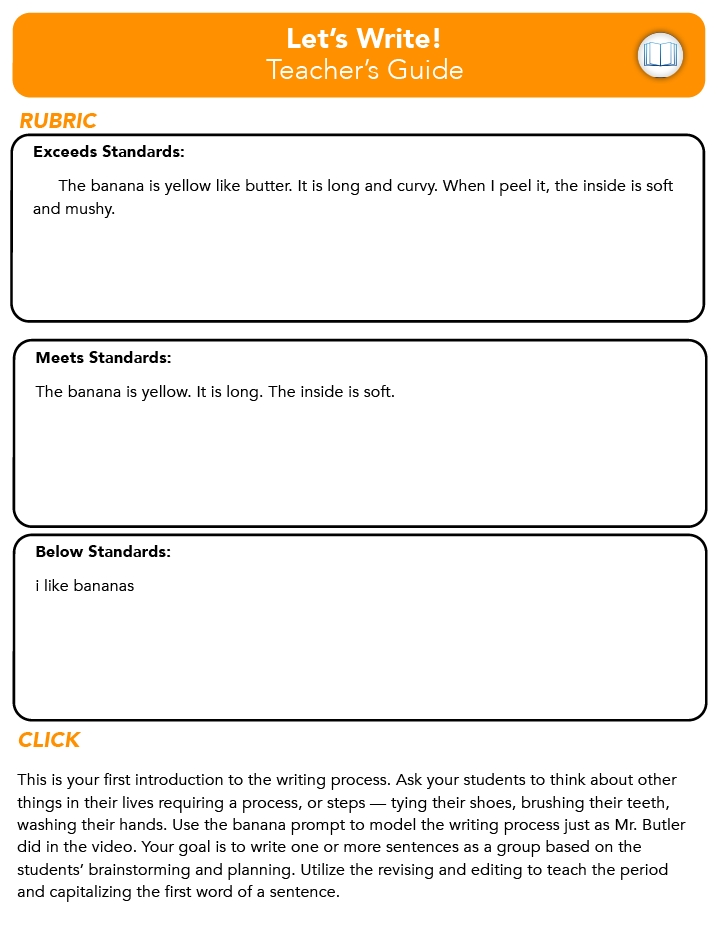 Let's Write!
Teacher's Guide
RUBRIC
Exceeds Standards:
The banana is yellow like butter. It is long and curvy. When I peel it, the inside is soft
and mushy.
Meets Standards:
The banana is yellow. It is long. The inside is soft.
Below Standards:
i like bananas
CLICK
This is your first introduction to the writing process. Ask your students to think about other
things in their lives requiring a process, or steps — tying their shoes, brushing their teeth,
washing their hands. Use the banana prompt to model the writing process just as Mr. Butler
did in the video. Your goal is to write one or more sentences as a group based on the
students' brainstorming and planning. Utilize the revising and editing to teach the period
and capitalizing the first word of a sentence.